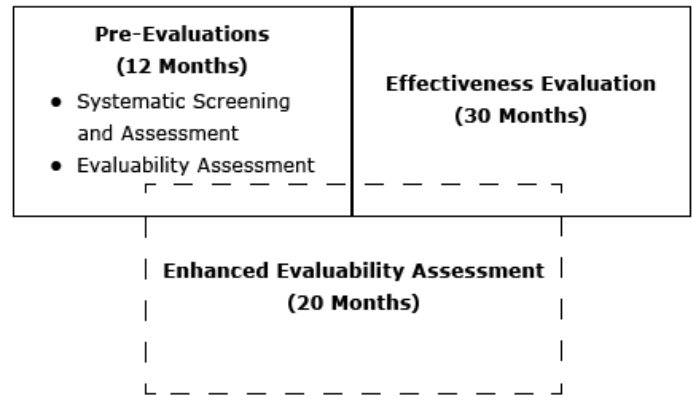 Pre-Evaluations
(12 Months)
● Systematic Screening
and Assessment
● Evaluability Assessment
Effectiveness Evaluation
(30 Months)
Enhanced Evaluability Assessment
(20 Months)